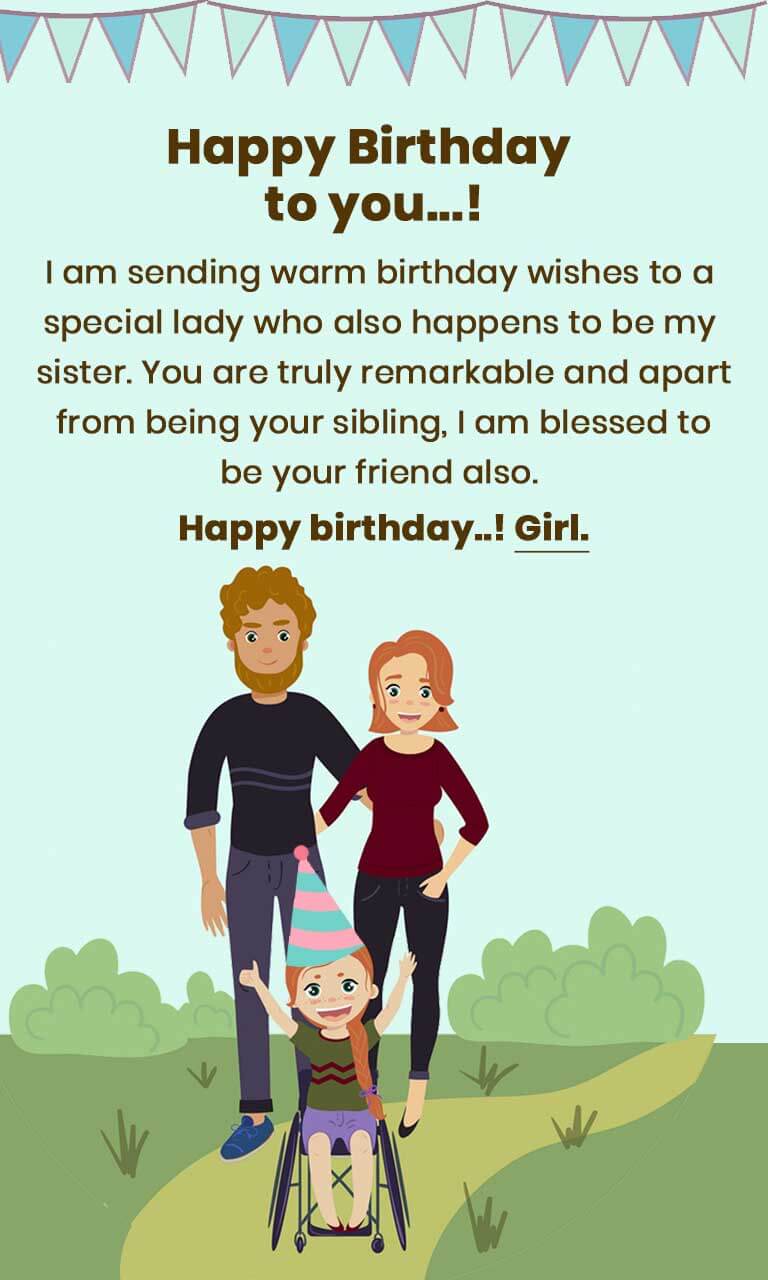 Happy Birthday
to you...!
I am sending warm birthday wishes to a
special lady who also happens to be my
sister. You are truly remarkable and apart
from being your sibling, I am blessed to
be your friend also.
Happy birthday..! Girl.